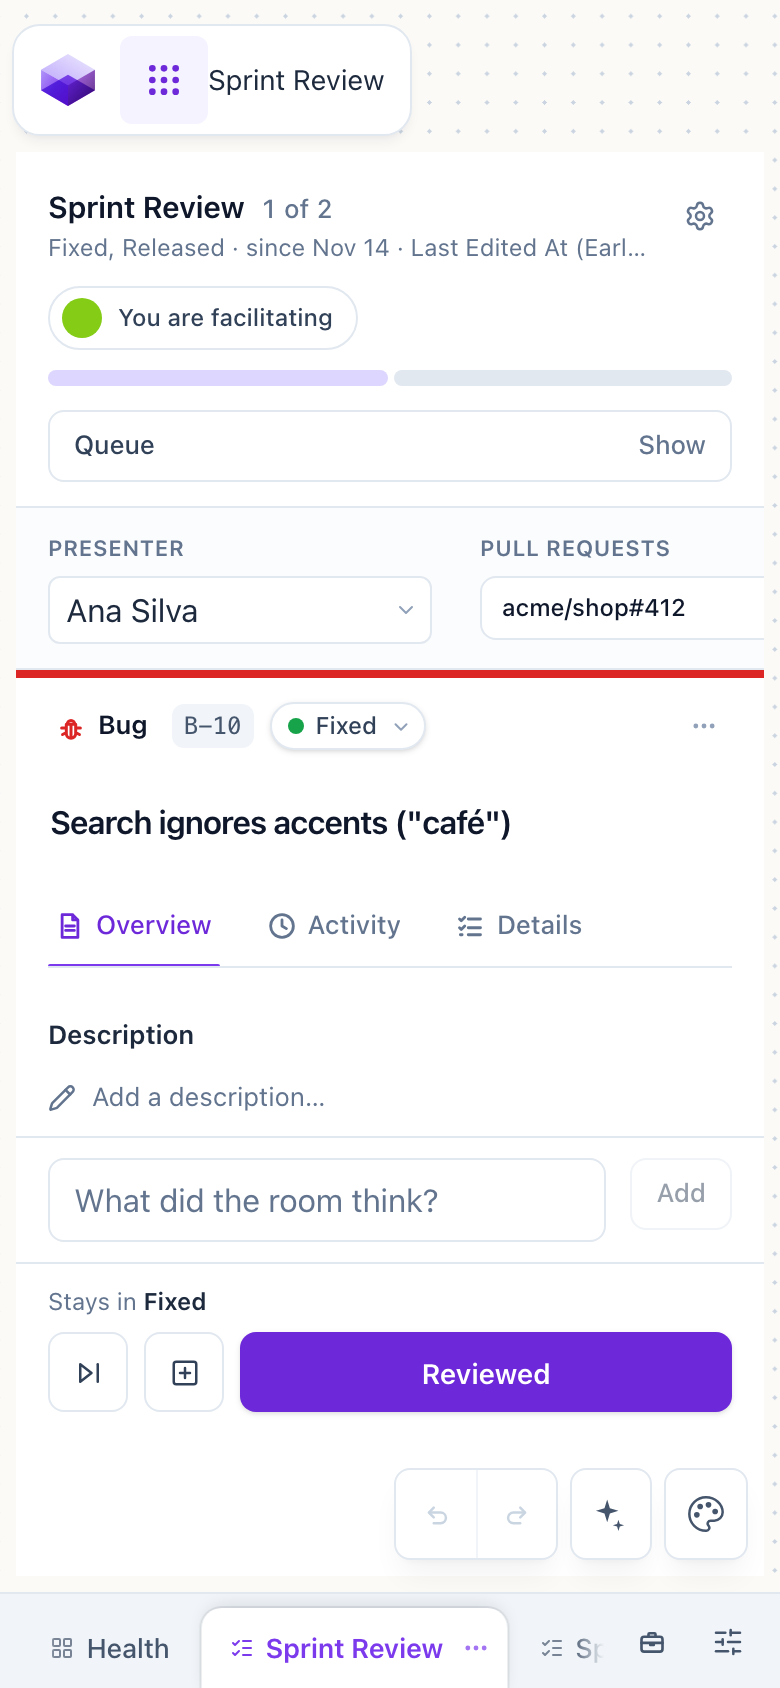 Sprint Review
Sprint Review 1 of 2
Fixed, Released · since Nov 14 · Last Edited At (Earl...
You are facilitating
Queue Show
PRESENTER PULL REQUESTS
Ana Silva acme/shop#412
Bug B-10 Fixed
Search ignores accents ("café")
Overview Activity Details
Description
Add a description...
What did the room think? Add
Stays in Fixed
Reviewed
Health Sprint Review